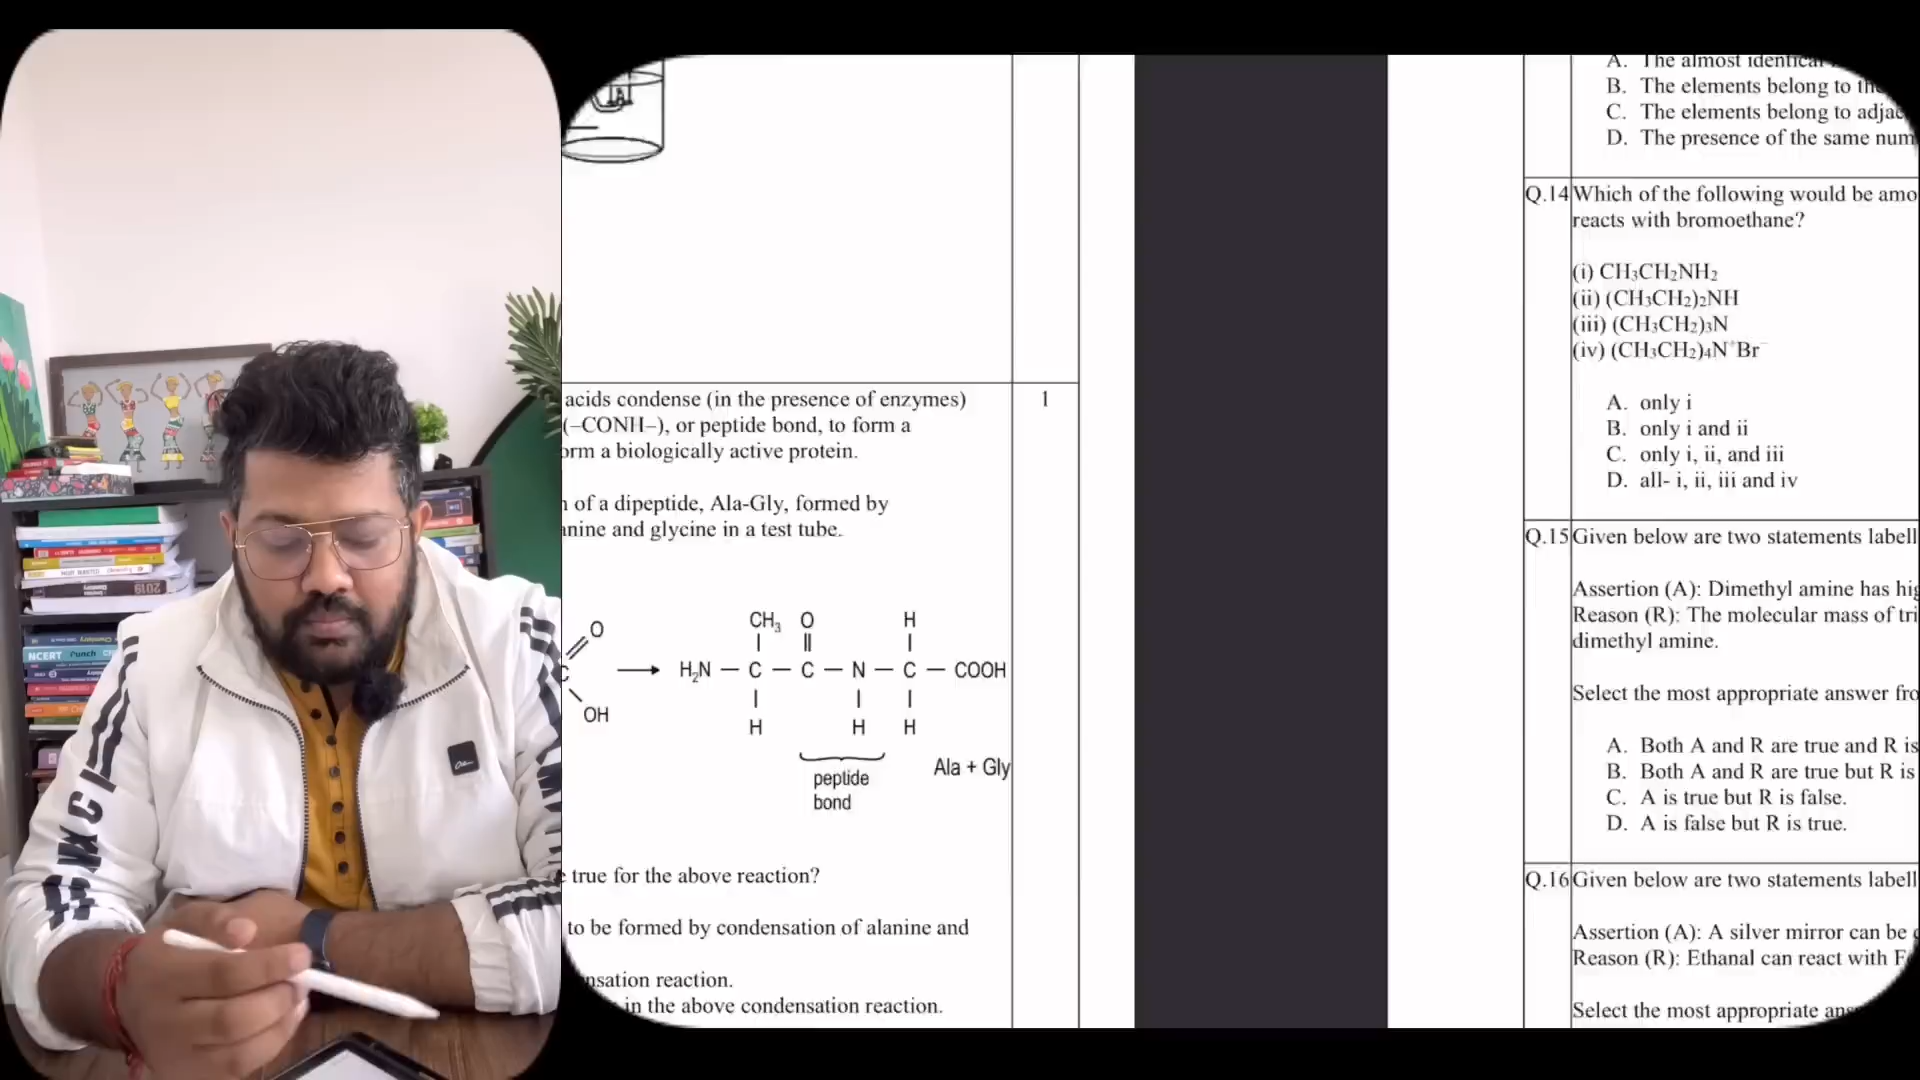 acids condense (in the presence of enzymes)
1
(–CONH–), or peptide bond, to form a
orm a biologically active protein.
of a dipeptide, Ala-Gly, formed by
anine and glycine in a test tube.
O
C
OH
CH₃ O H
H₂N — C — C — N — C — COOH
H H H
peptide
bond
Ala + Gly
e true for the above reaction?
to be formed by condensation of alanine and
nsation reaction.
in the above condensation reaction.
A. The almost identical
B. The elements belong to the
C. The elements belong to adjac
D. The presence of the same num
Q.14 Which of the following would be amo
reacts with bromoethane?
(i) CH₃CH₂NH₂
(ii) (CH₃CH₂)₂NH
(iii) (CH₃CH₂)₃N
(iv) (CH₃CH₂)₄N⁺Br⁻
A. only i
B. only i and ii
C. only i, ii, and iii
D. all- i, ii, iii and iv
Q.15 Given below are two statements labell
Assertion (A): Dimethyl amine has hig
Reason (R): The molecular mass of tri
dimethyl amine.
Select the most appropriate answer fro
A. Both A and R are true and R is
B. Both A and R are true but R is
C. A is true but R is false.
D. A is false but R is true.
Q.16 Given below are two statements labell
Assertion (A): A silver mirror can be
Reason (R): Ethanal can react with F
Select the most appropriate ans
NCERT Punch
2019